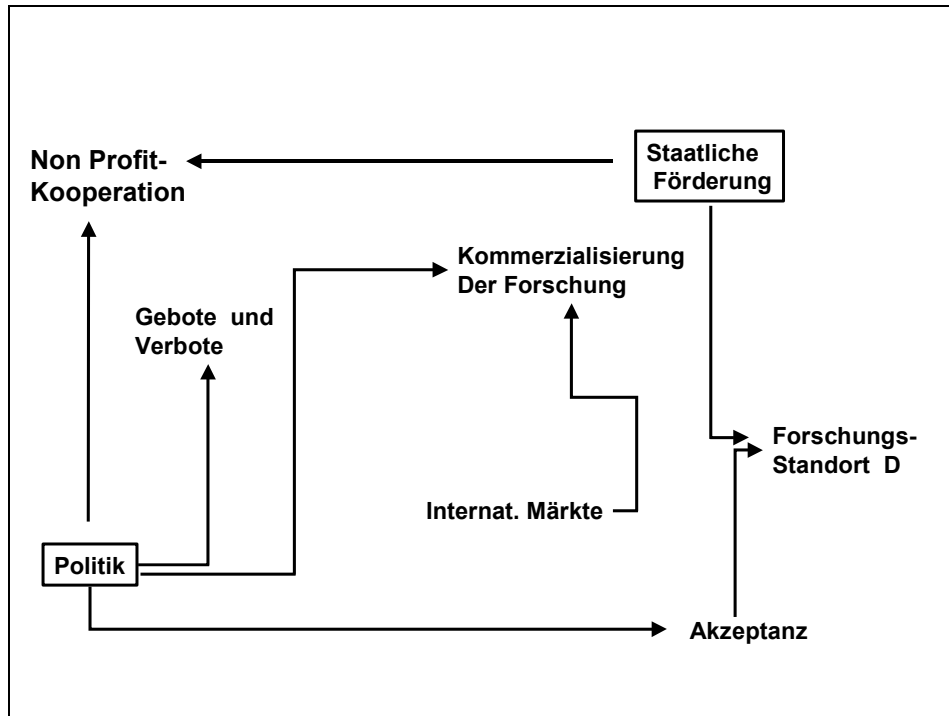 Non Profit-
Kooperation
Staatliche
Förderung
Kommerzialisierung
Der Forschung
Gebote und
Verbote
Forschungs-
Standort D
Internat. Märkte
Politik
Akzeptanz